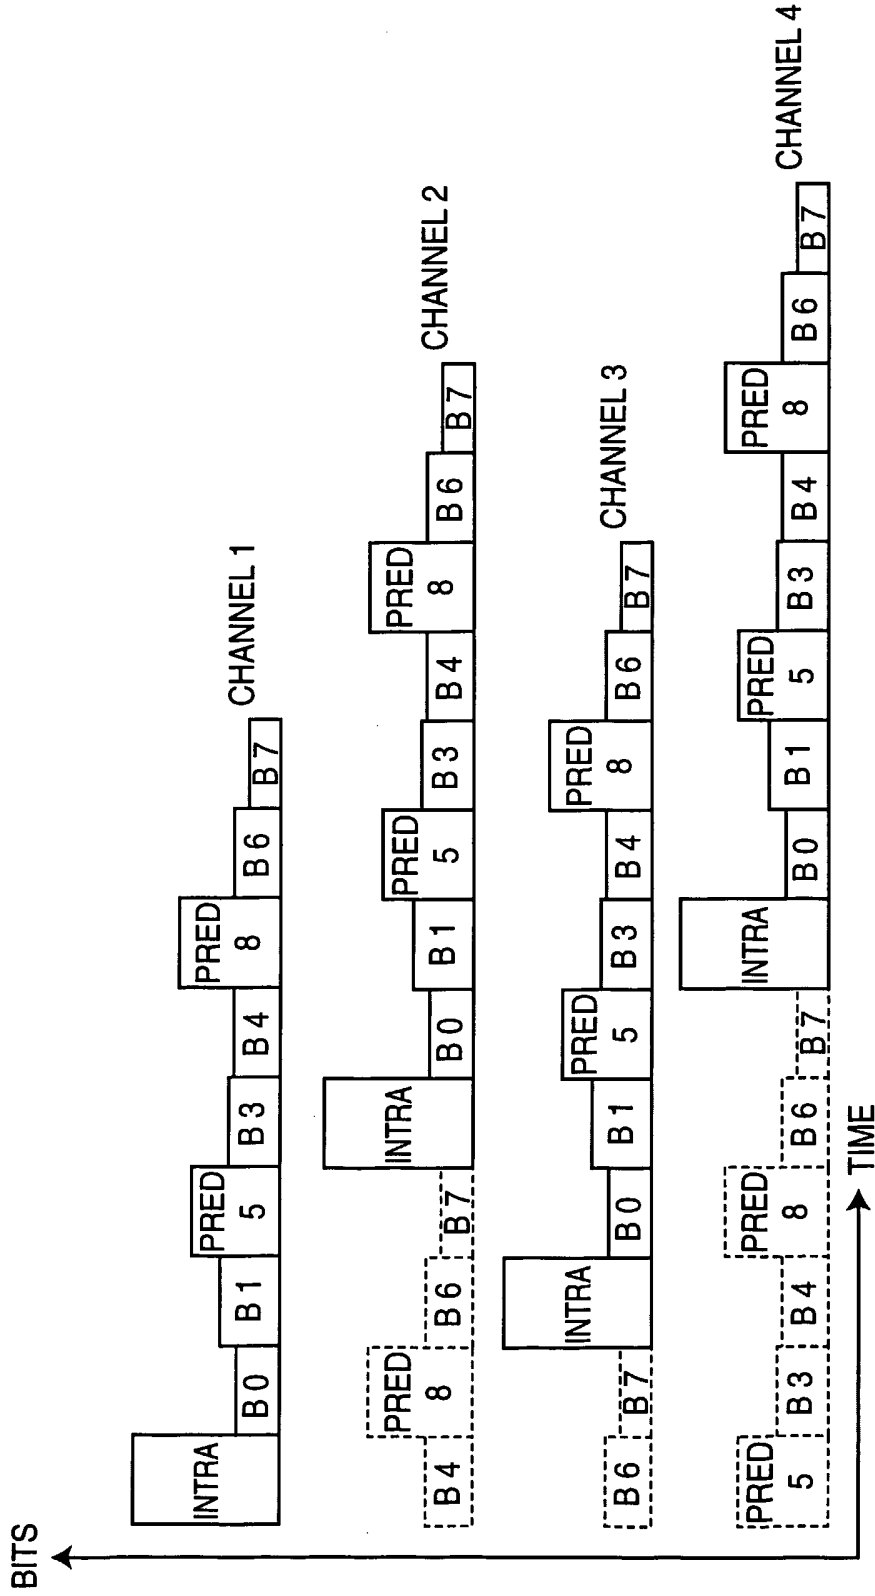 BITS
INTRA
B0
B1
PRED
5
B3
B4
PRED
8
B6
B7
CHANNEL 1
B4
PRED
8
B6
B7
INTRA
B0
B1
PRED
5
B3
B4
PRED
8
B6
B7
CHANNEL 2
B6
B7
INTRA
B0
B1
PRED
5
B3
B4
PRED
8
B6
B7
CHANNEL 3
PRED
5
B3
B4
PRED
8
B6
B7
INTRA
B0
B1
PRED
5
B3
B4
PRED
8
B6
B7
CHANNEL 4
TIME